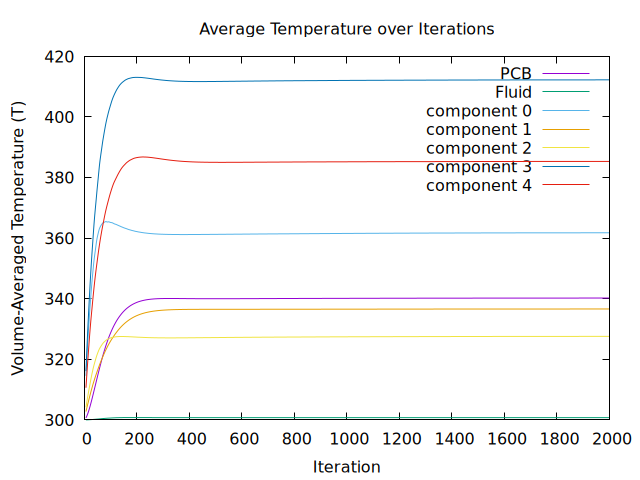 Average Temperature over Iterations
Volume-Averaged Temperature (T)
420
400
380
360
340
320
300
PCB
Fluid
component 0
component 1
component 2
component 3
component 4
0 200 400 600 800 1000 1200 1400 1600 1800 2000
Iteration